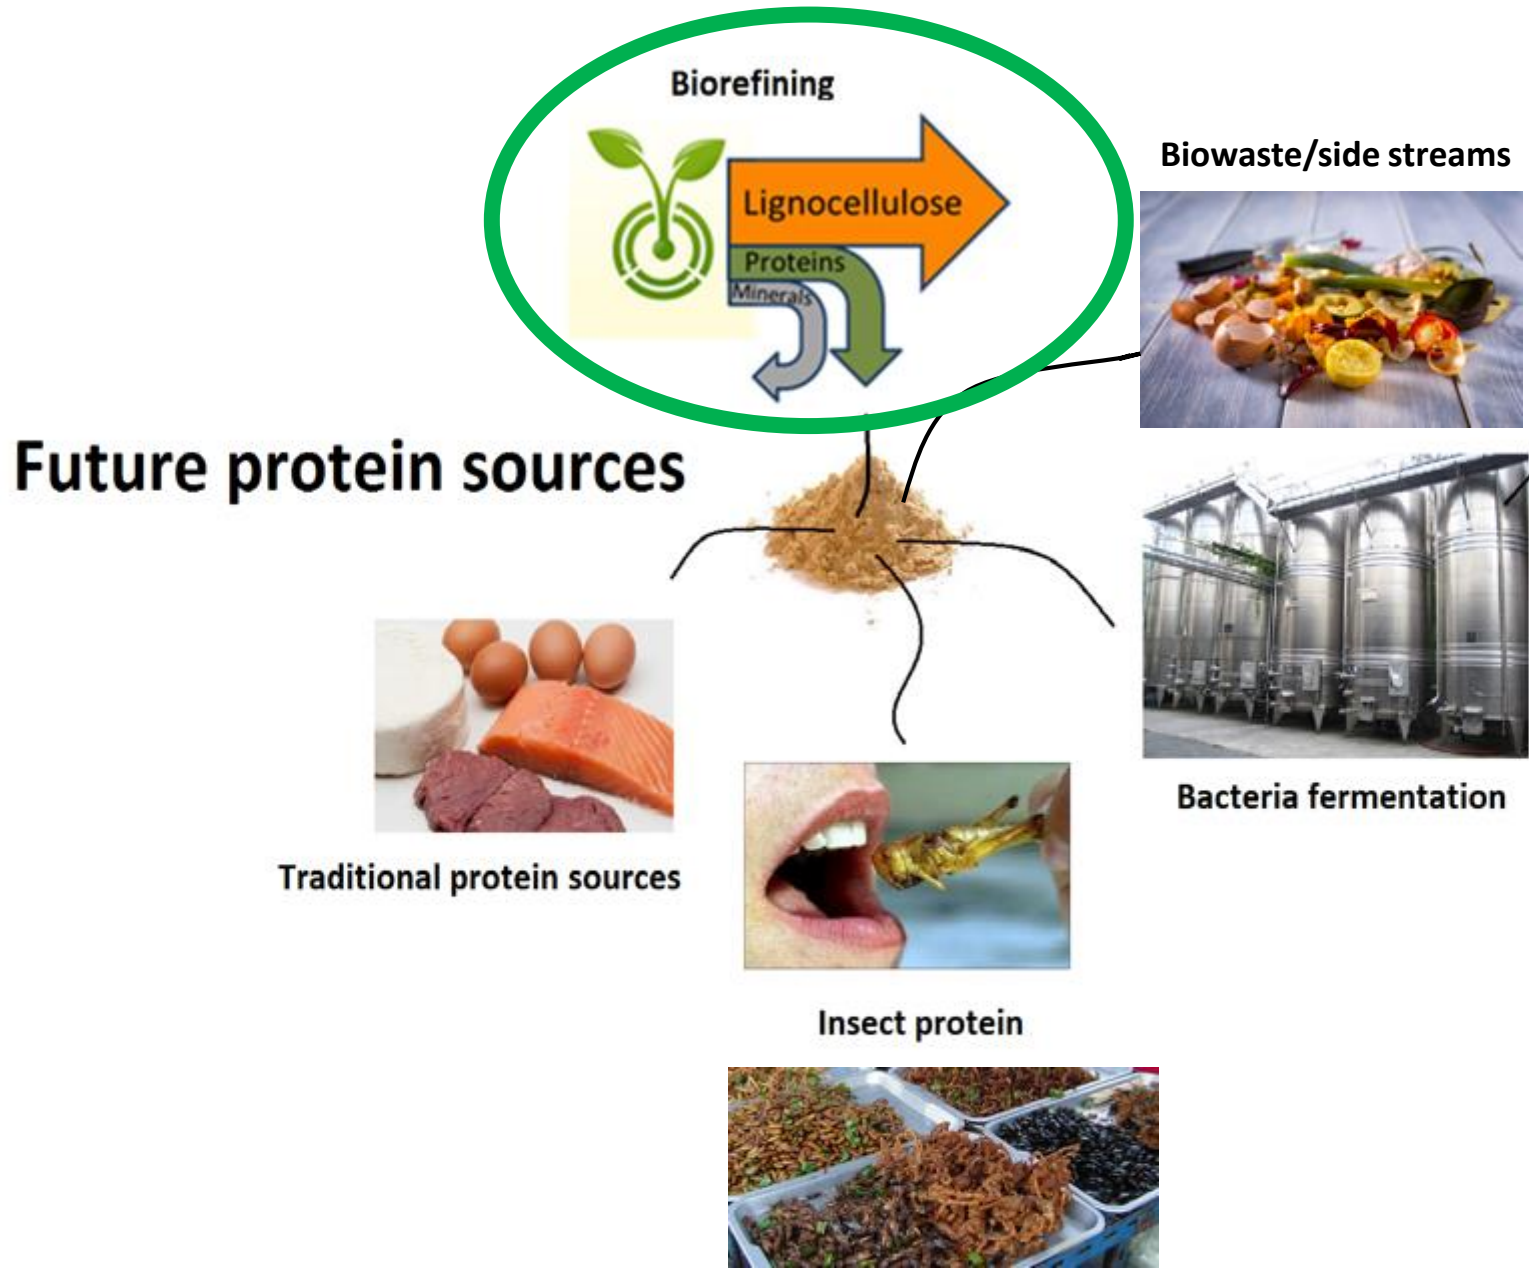 Biorefining
Lignocellulose
Proteins
Minerals
Biowaste/side streams
Future protein sources
Bacteria fermentation
Traditional protein sources
Insect protein